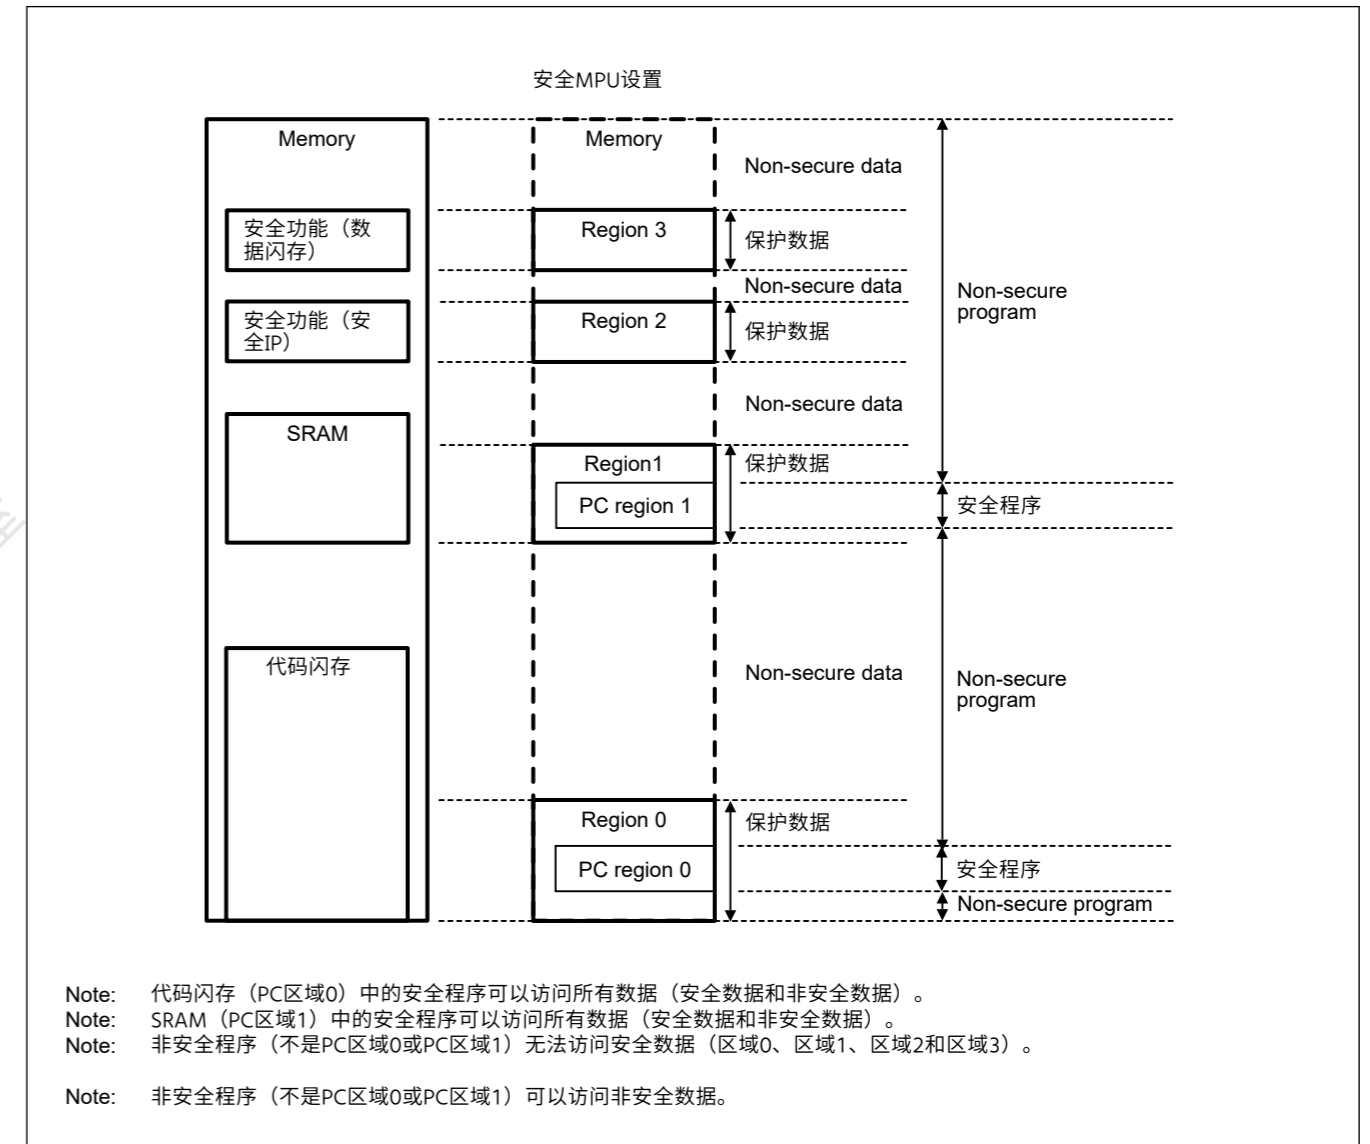 安全MPU设置
Memory
Memory
Non-secure data
安全功能（数
据闪存）
Region 3
保护数据
Non-secure data
Non-secure
program
安全功能（安
全IP）
Region 2
保护数据
Non-secure data
SRAM
Region1
保护数据
PC region 1
安全程序
代码闪存
Non-secure data
Non-secure
program
Region 0
保护数据
PC region 0
安全程序
Non-secure program
Note: 代码闪存（PC区域0）中的安全程序可以访问所有数据（安全数据和非安全数据）。
Note: SRAM（PC区域1）中的安全程序可以访问所有数据（安全数据和非安全数据）。
Note: 非安全程序（不是PC区域0或PC区域1）无法访问安全数据（区域0、区域1、区域2和区域3）。
Note: 非安全程序（不是PC区域0或PC区域1）可以访问非安全数据。